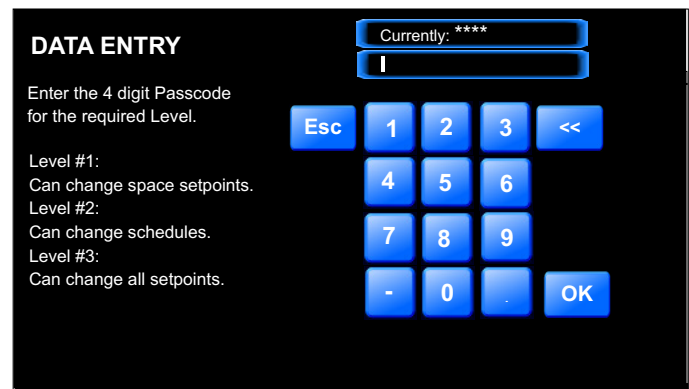 DATA ENTRY
Currently: ****
Enter the 4 digit Passcode
for the required Level.
Level #1:
Can change space setpoints.
Level #2:
Can change schedules.
Level #3:
Can change all setpoints.
Esc 1 2 3 <<
4 5 6
7 8 9
- 0 . OK